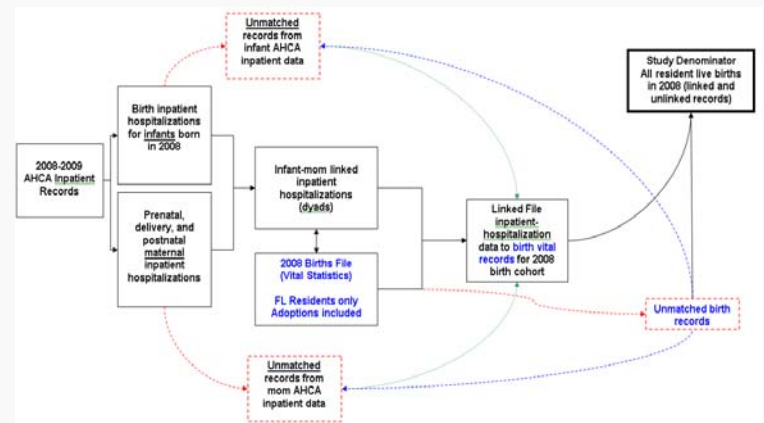 Unmatched
records from
infant AHCA
inpatient data
Study Denominator
All resident live births
in 2008 (linked and
unlinked records)
Birth inpatient
hospitalizations
for infants born
in 2008
2008-2009
AHCA Inpatient
Records
Infant-mom linked
inpatient
hospitalizations
(dyads)
Prenatal,
delivery, and
postnatal
maternal
inpatient
hospitalizations
Linked File
inpatient-
hospitalization
data to birth vital
records for 2008
birth cohort
2008 Births File
(Vital Statistics)
FL Residents only
Adoptions included
Unmatched birth
records
Unmatched
records from
mom AHCA
inpatient data